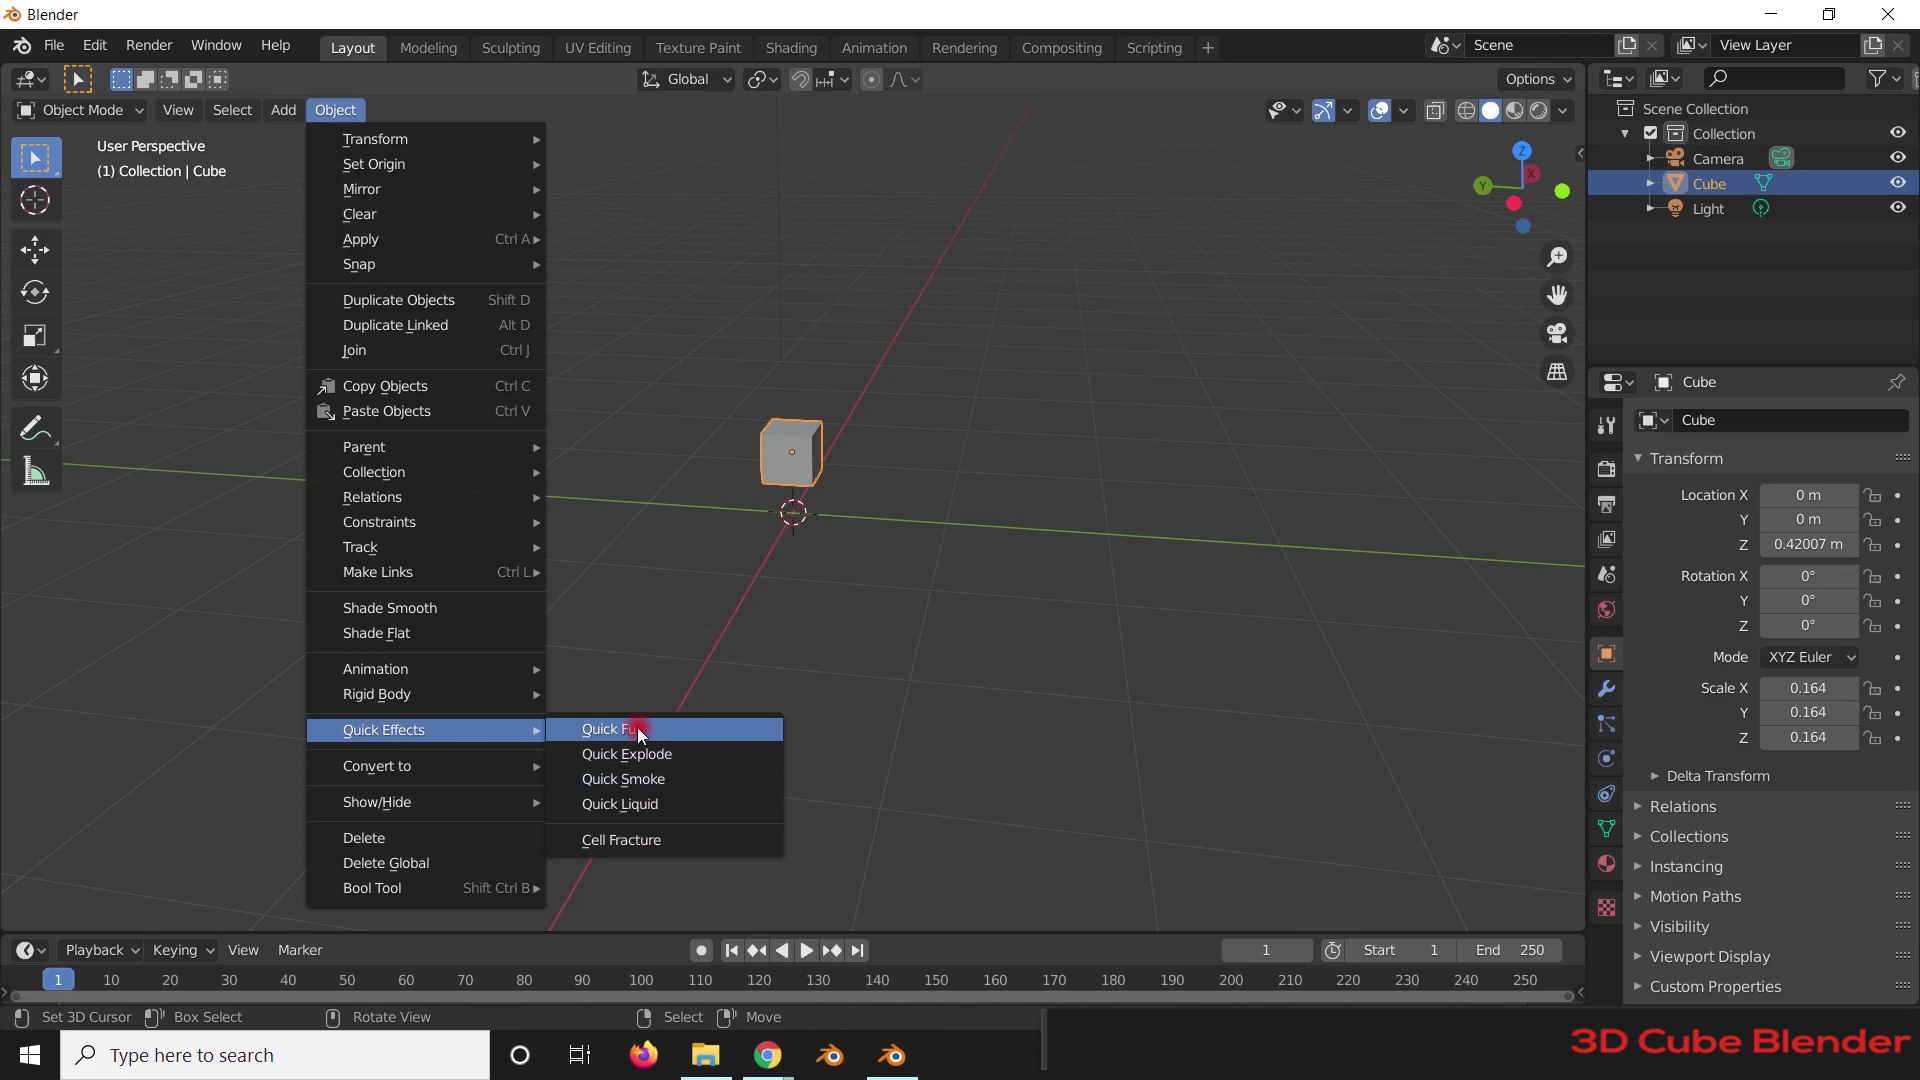 Blender
File Edit Render Window Help
Layout Modeling Sculpting UV Editing Texture Paint Shading Animation Rendering Compositing Scripting +
Scene
View Layer
Global
Options
Object Mode View Select Add Object
User Perspective
(1) Collection | Cube
Transform
Set Origin
Mirror
Clear
Apply Ctrl A
Snap
Duplicate Objects Shift D
Duplicate Linked Alt D
Join Ctrl J
Copy Objects Ctrl C
Paste Objects Ctrl V
Parent
Collection
Relations
Constraints
Track
Make Links Ctrl L
Shade Smooth
Shade Flat
Animation
Rigid Body
Quick Effects
Convert to
Show/Hide
Delete
Delete Global
Bool Tool Shift Ctrl B
Quick
Quick Explode
Quick Smoke
Quick Liquid
Cell Fracture
Z
X
Y
Scene Collection
Collection
Camera
Cube
Light
Cube
Cube
Transform
Location X 0 m
Y 0 m
Z 0.42007 m
Rotation X 0°
Y 0°
Z 0°
Mode XYZ Euler
Scale X 0.164
Y 0.164
Z 0.164
Delta Transform
Relations
Collections
Instancing
Motion Paths
Visibility
Viewport Display
Custom Properties
Playback Keying View Marker
1 Start 1 End 250
1 10 20 30 40 50 60 70 80 90 100 110 120 130 140 150 160 170 180 190 200 210 220 230 240 250
Set 3D Cursor Box Select Rotate View Select Move
Type here to search
3D Cube Blender